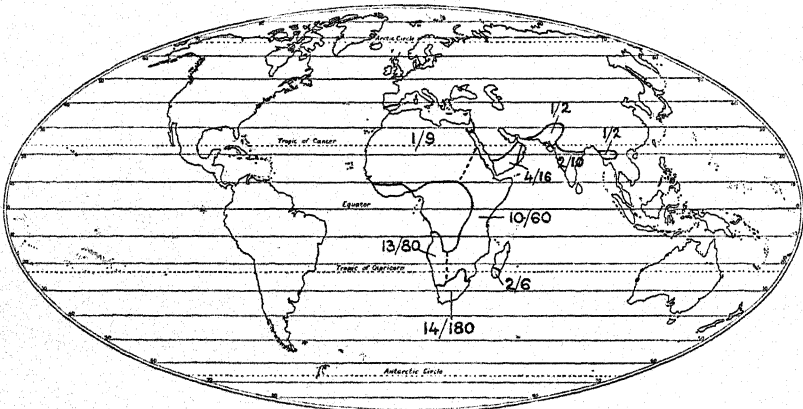 Arctic Circle
1/2
1/9
Tropic of Cancer
1/2
2/10
4/16
Equator
10/60
13/80
Tropic of Capricorn
2/6
14/180
Antarctic Circle